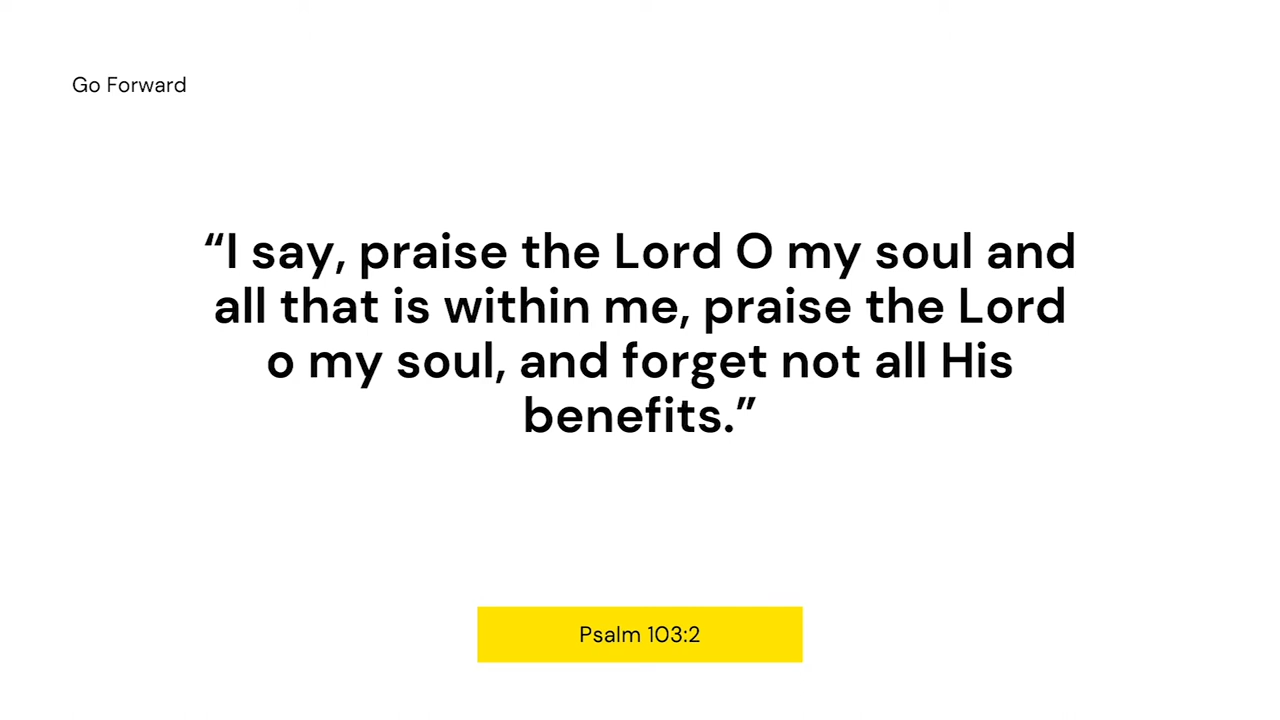 Go Forward
“I say, praise the Lord O my soul and
all that is within me, praise the Lord
o my soul, and forget not all His
benefits.”
Psalm 103:2